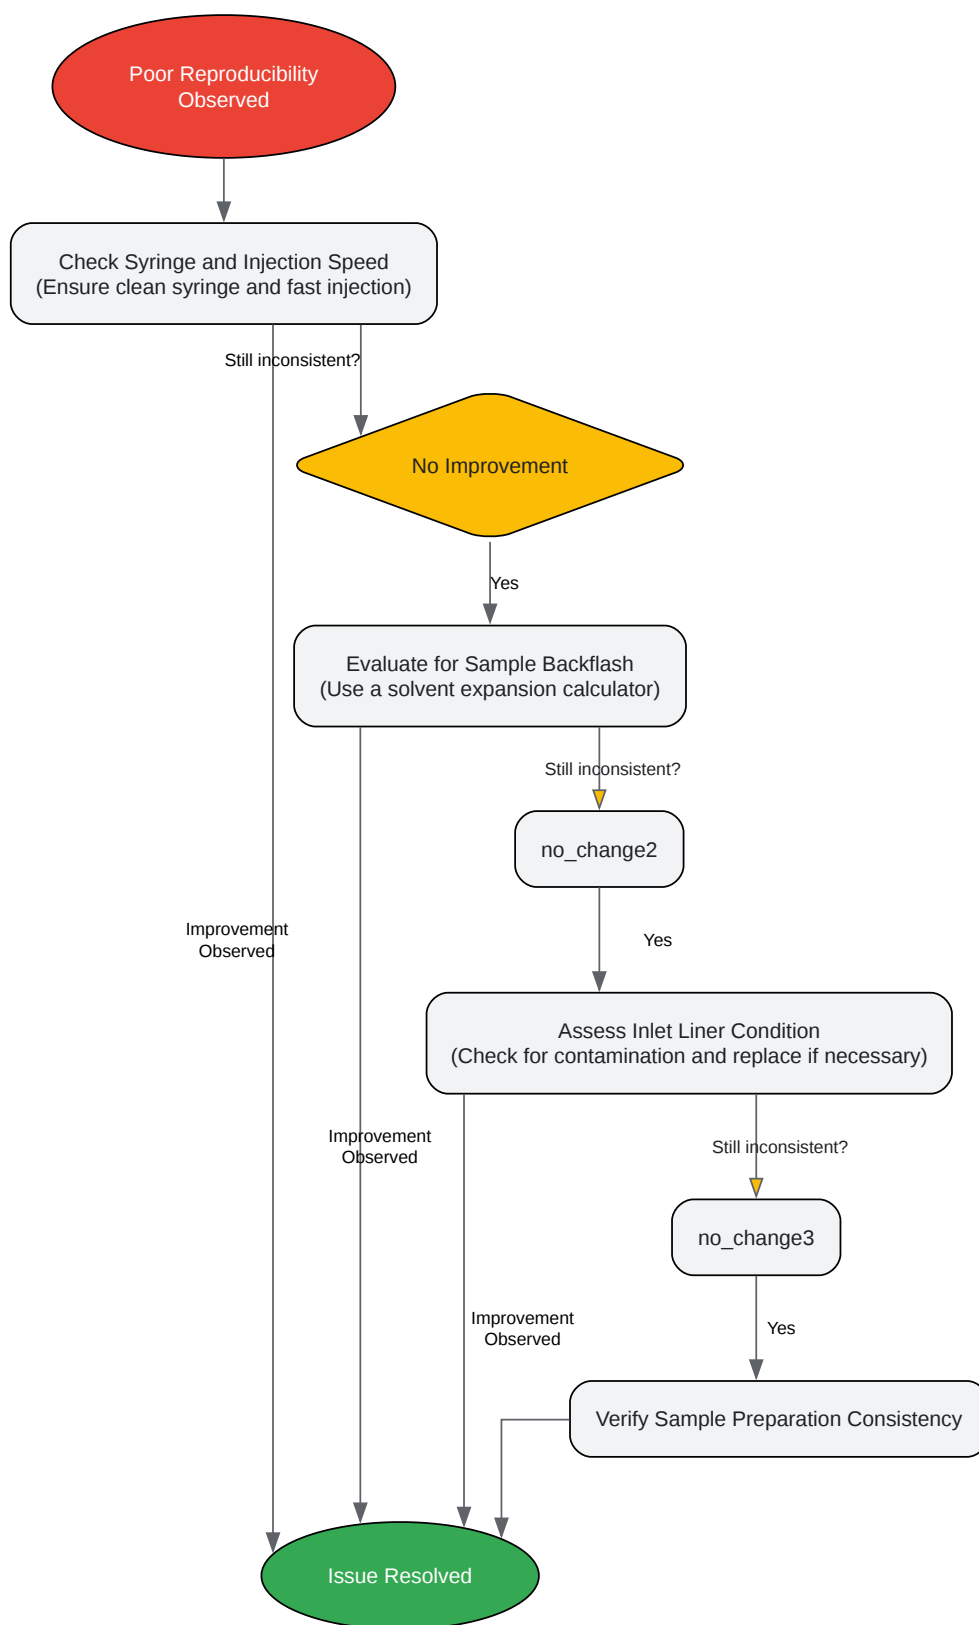 Poor Reproducibility
Observed
Check Syringe and Injection Speed
(Ensure clean syringe and fast injection)
Still inconsistent?
No Improvement
Yes
Evaluate for Sample Backflash
(Use a solvent expansion calculator)
Still inconsistent?
no_change2
Improvement
Observed
Yes
Assess Inlet Liner Condition
(Check for contamination and replace if necessary)
Improvement
Observed
Still inconsistent?
no_change3
Improvement
Observed
Yes
Verify Sample Preparation Consistency
Issue Resolved